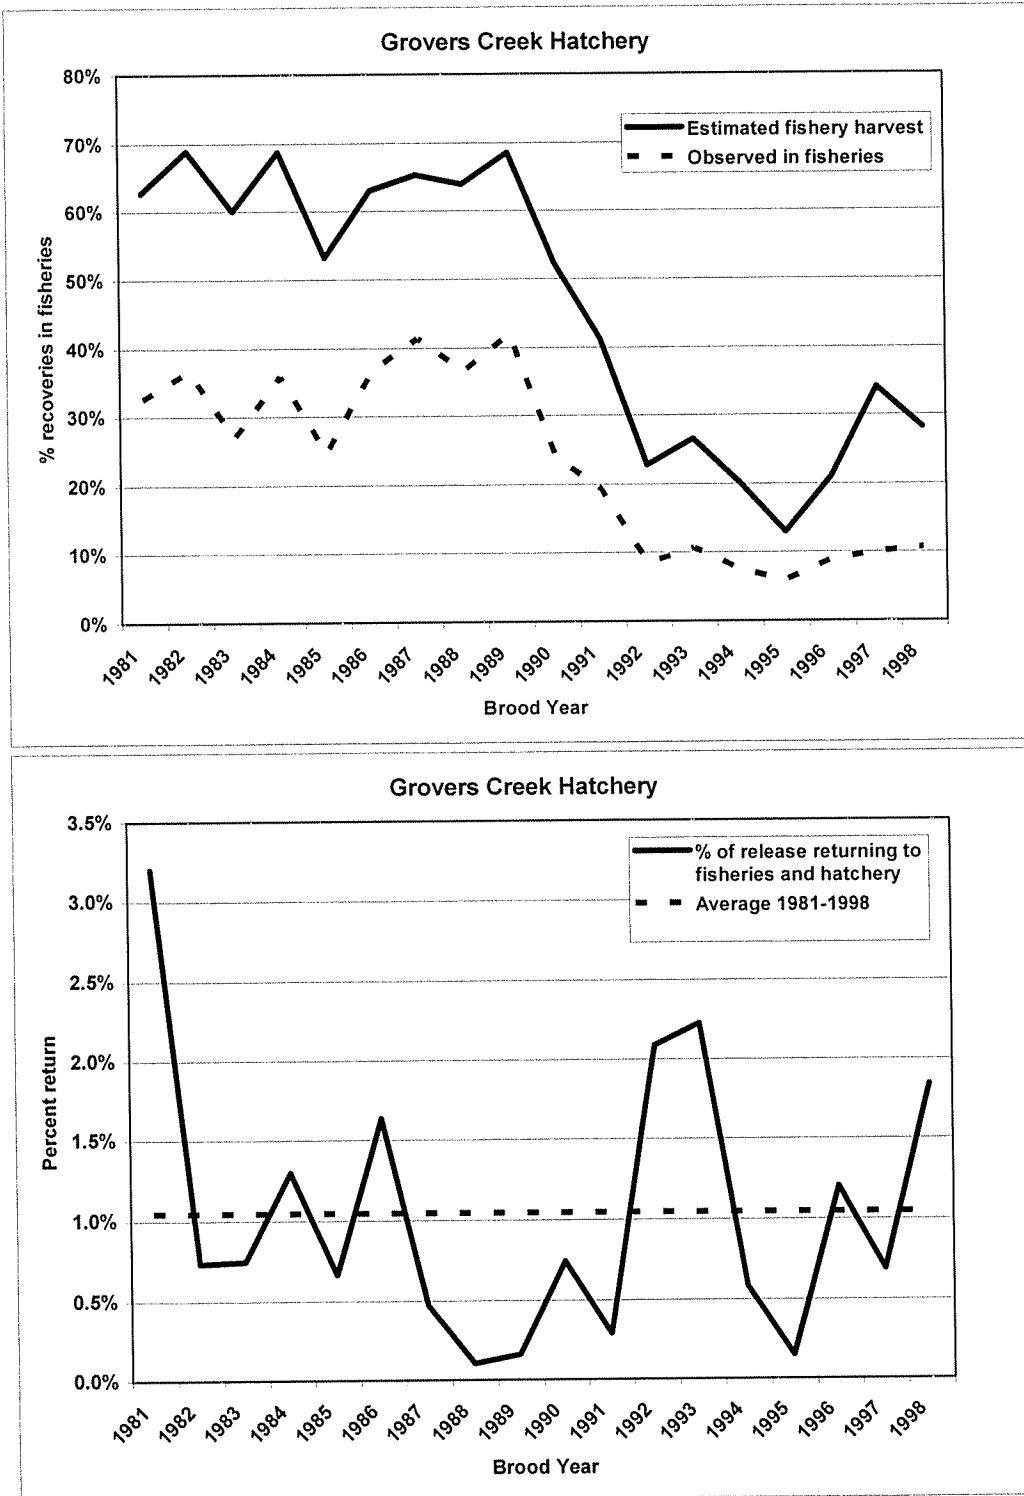 Grovers Creek Hatchery
80%
70%
60%
50%
40%
30%
20%
10%
0%
% recoveries in fisheries
Estimated fishery harvest
Observed in fisheries
1981 1982 1983 1984 1985 1986 1987 1988 1989 1990 1991 1992 1993 1994 1995 1996 1997 1998
Brood Year
Grovers Creek Hatchery
3.5%
3.0%
2.5%
2.0%
1.5%
1.0%
0.5%
0.0%
Percent return
% of release returning to
fisheries and hatchery
Average 1981-1998
1981 1982 1983 1984 1985 1986 1987 1988 1989 1990 1991 1992 1993 1994 1995 1996 1997 1998
Brood Year